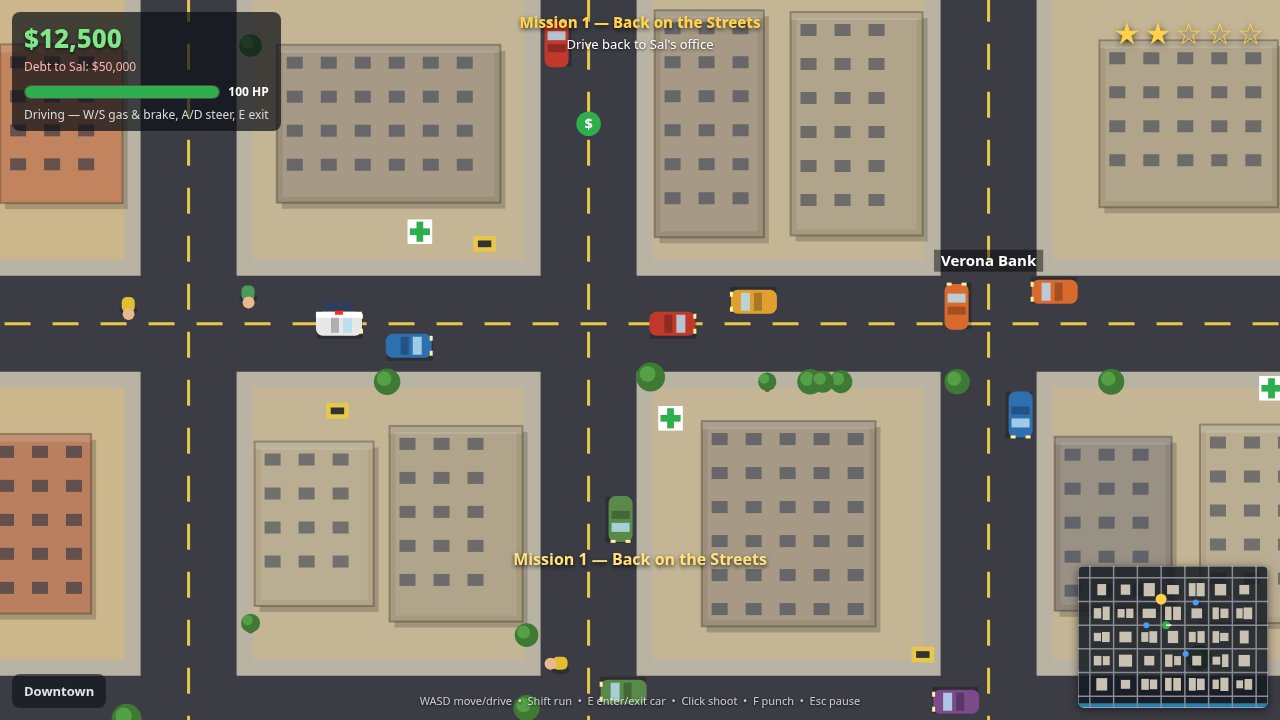 $12,500
Debt to Sal: $50,000
100 HP
Driving — W/S gas & brake, A/D steer, E exit
Mission 1 — Back on the Streets
Drive back to Sal's office
$
Verona Bank
Mission 1 — Back on the Streets
Downtown
WASD move/drive • Shift run • E enter/exit car • Click shoot • F punch • Esc pause